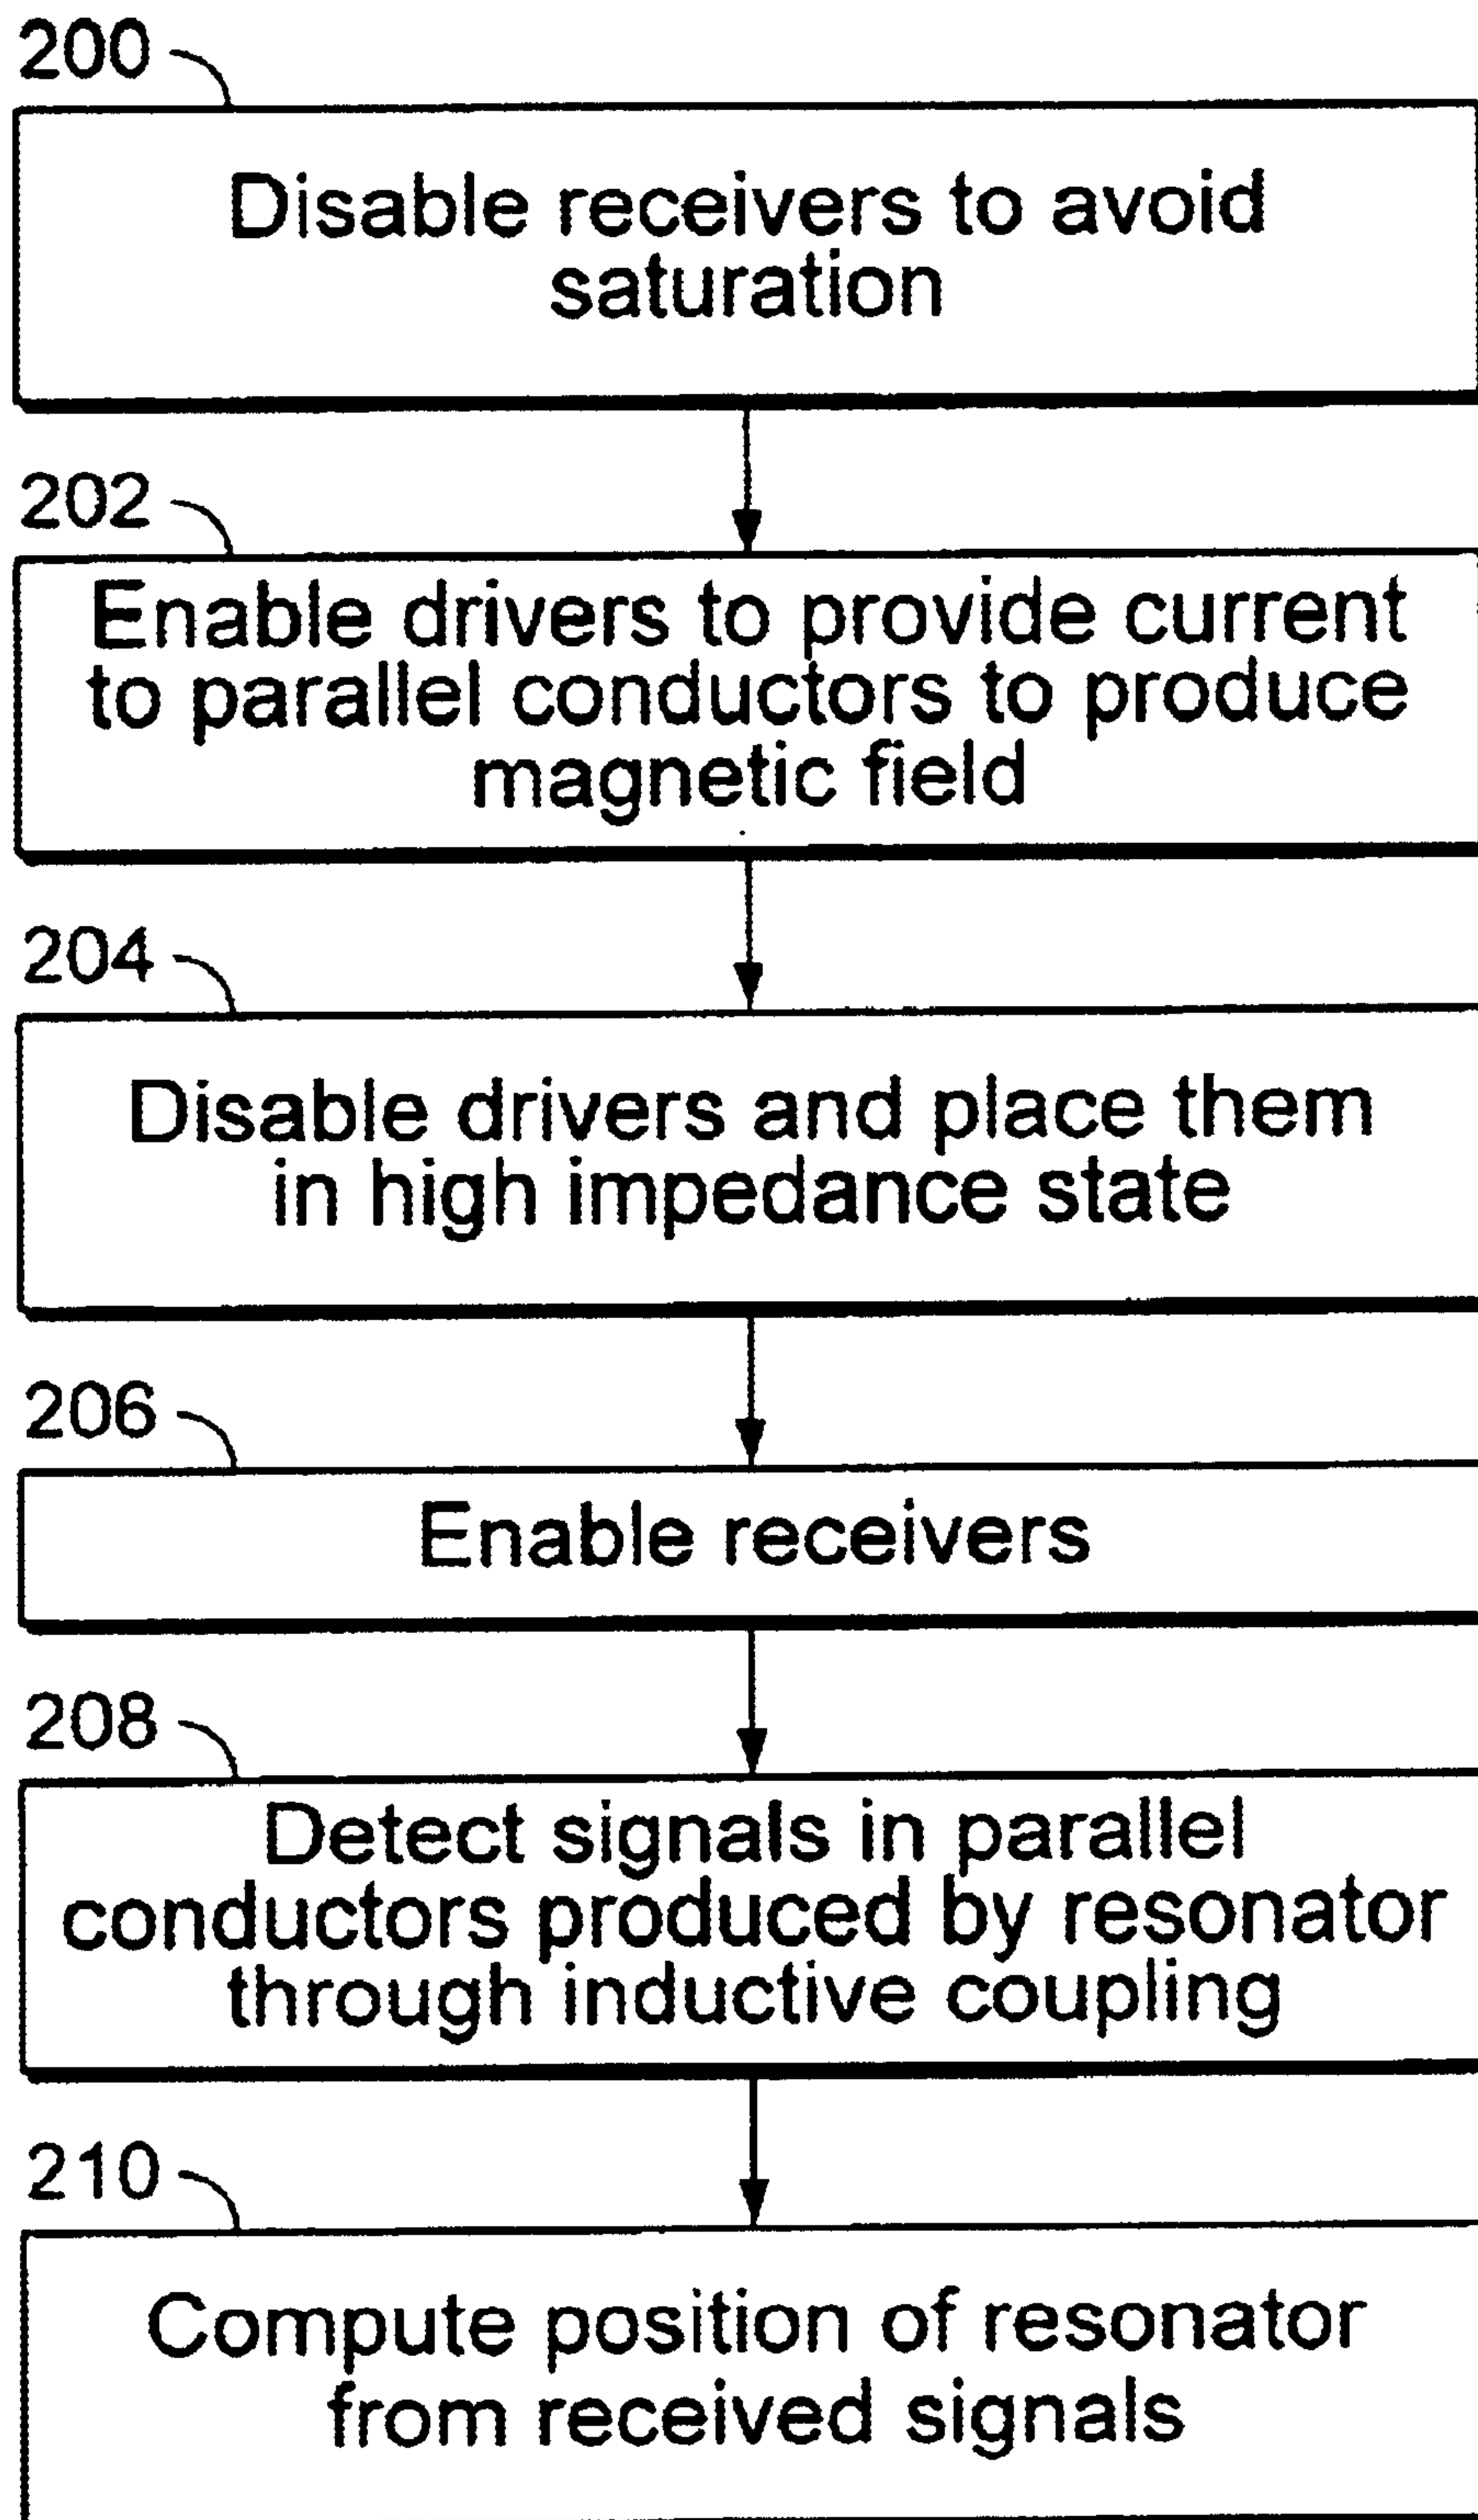 200
Disable receivers to avoid
saturation
202
Enable drivers to provide current
to parallel conductors to produce
magnetic field
204
Disable drivers and place them
in high impedance state
206
Enable receivers
208
Detect signals in parallel
conductors produced by resonator
through inductive coupling
210
Compute position of resonator
from received signals